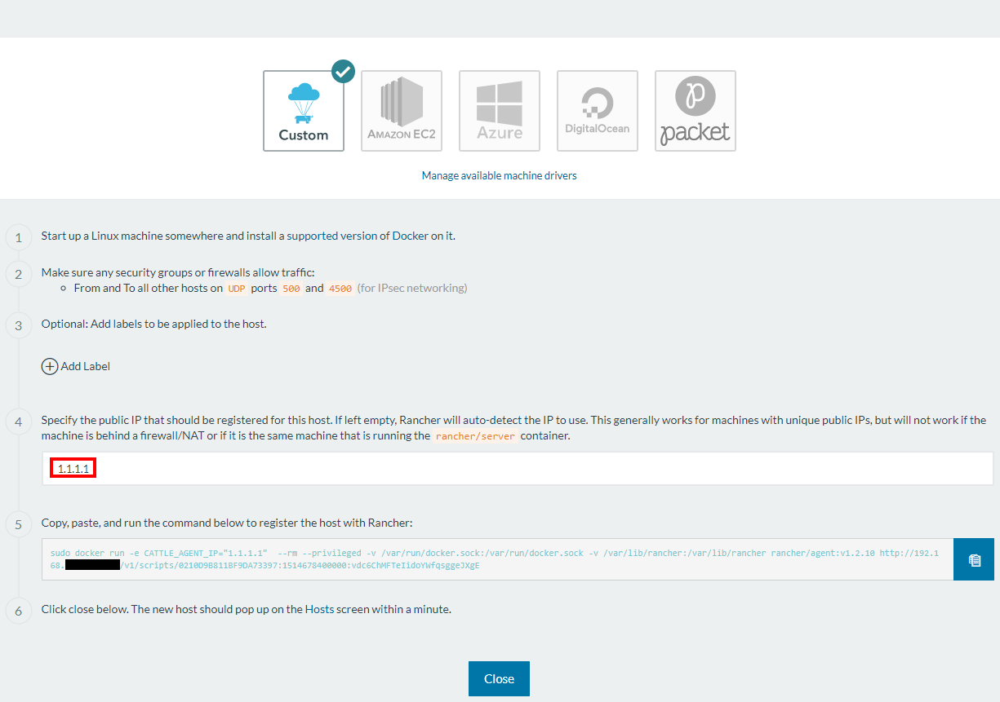 Custom
AMAZON EC2
Azure
DigitalOcean
packet
Manage available machine drivers
1
Start up a Linux machine somewhere and install a supported version of Docker on it.
2
Make sure any security groups or firewalls allow traffic:
From and To all other hosts on UDP ports 500 and 4500 (for IPsec networking)
3
Optional: Add labels to be applied to the host.
Add Label
4
Specify the public IP that should be registered for this host. If left empty, Rancher will auto-detect the IP to use. This generally works for machines with unique public IPs, but will not work if the
machine is behind a firewall/NAT or if it is the same machine that is running the rancher/server container.
1.1.1.1
5
Copy, paste, and run the command below to register the host with Rancher:
sudo docker run -e CATTLE_AGENT_IP="1.1.1.1"  --rm --privileged -v /var/run/docker.sock:/var/run/docker.sock -v /var/lib/rancher:/var/lib/rancher rancher/agent:v1.2.10 http://192.1
68. /v1/scripts/0210D9B811BF9DA73397:1514678400000:vdc6ChMFTeIidoYWfqsggeJXgE
6
Click close below. The new host should pop up on the Hosts screen within a minute.
Close